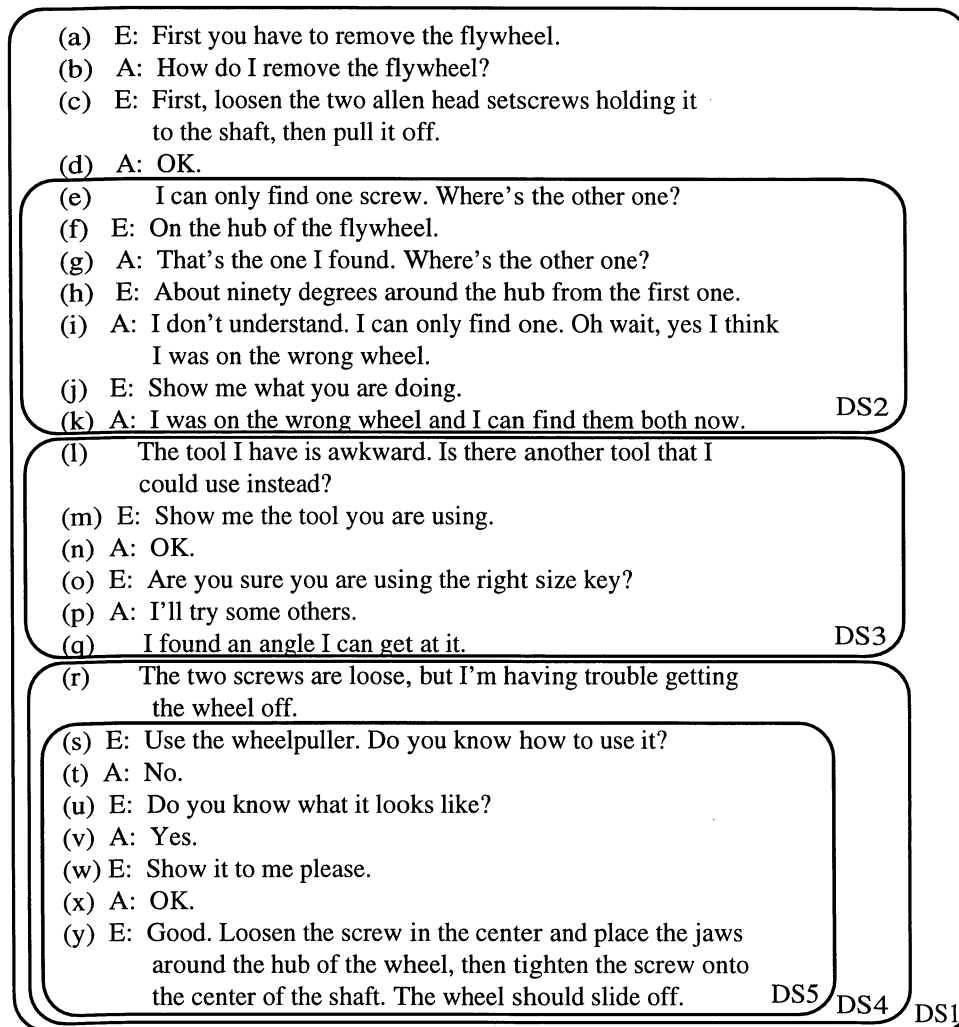 (a) E: First you have to remove the flywheel.
(b) A: How do I remove the flywheel?
(c) E: First, loosen the two allen head setscrews holding it
to the shaft, then pull it off.
(d) A: OK.
(e) I can only find one screw. Where's the other one?
(f) E: On the hub of the flywheel.
(g) A: That's the one I found. Where's the other one?
(h) E: About ninety degrees around the hub from the first one.
(i) A: I don't understand. I can only find one. Oh wait, yes I think
I was on the wrong wheel.
(j) E: Show me what you are doing.
(k) A: I was on the wrong wheel and I can find them both now.
DS2
(l) The tool I have is awkward. Is there another tool that I
could use instead?
(m) E: Show me the tool you are using.
(n) A: OK.
(o) E: Are you sure you are using the right size key?
(p) A: I'll try some others.
(q) I found an angle I can get at it.
DS3
(r) The two screws are loose, but I'm having trouble getting
the wheel off.
(s) E: Use the wheelpuller. Do you know how to use it?
(t) A: No.
(u) E: Do you know what it looks like?
(v) A: Yes.
(w) E: Show it to me please.
(x) A: OK.
(y) E: Good. Loosen the screw in the center and place the jaws
around the hub of the wheel, then tighten the screw onto
the center of the shaft. The wheel should slide off.
DS5 DS4 DS1